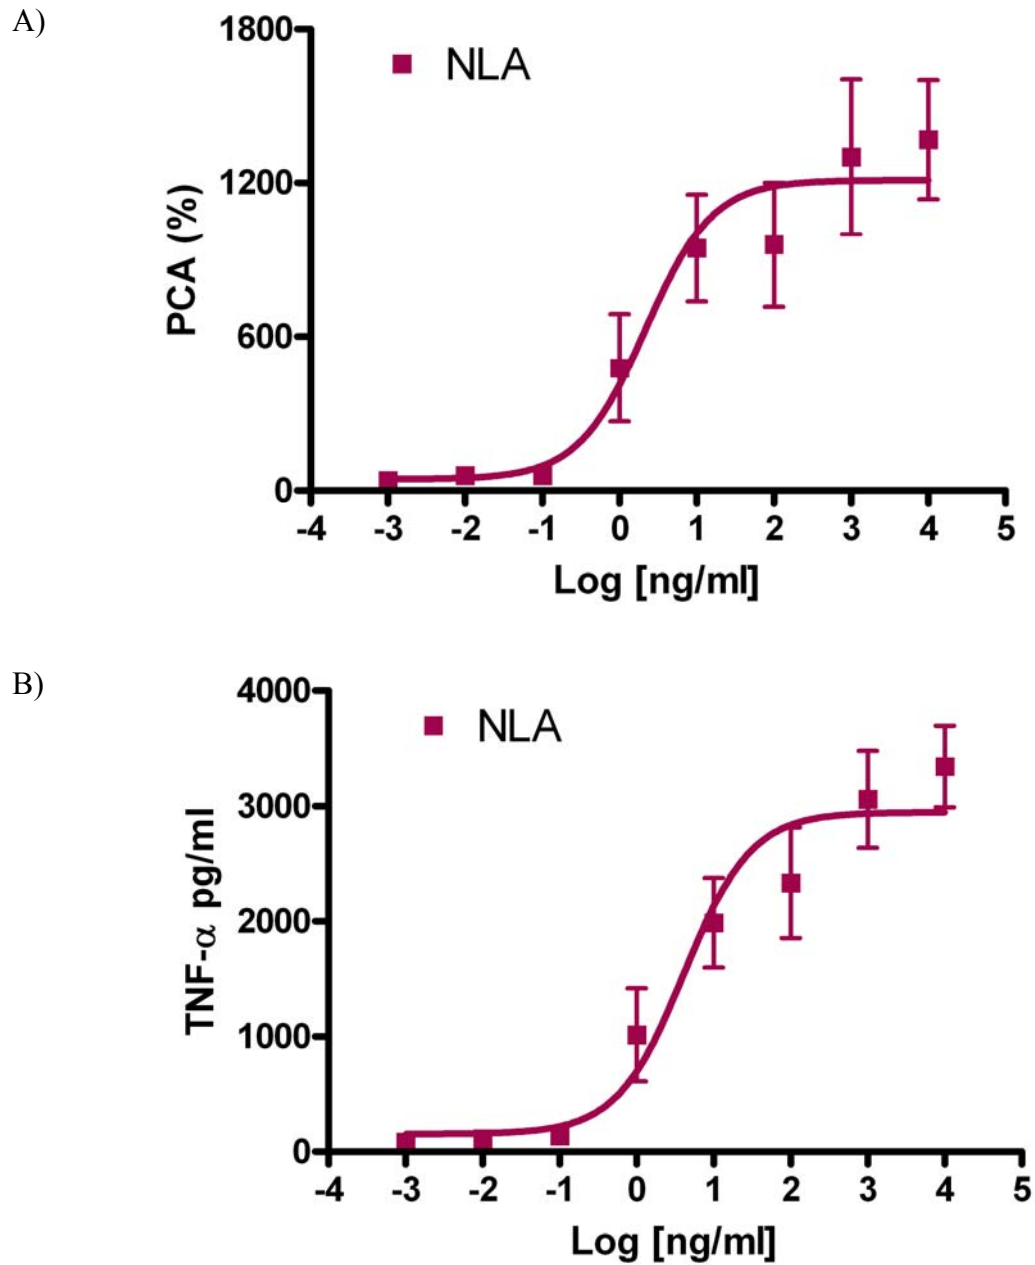 A)
1800
NLA
1200
PCA (%)
600
0
-4 -3 -2 -1 0 1 2 3 4 5
Log [ng/ml]
B)
4000
NLA
3000
TNF-α pg/ml
2000
1000
0
-4 -3 -2 -1 0 1 2 3 4 5
Log [ng/ml]